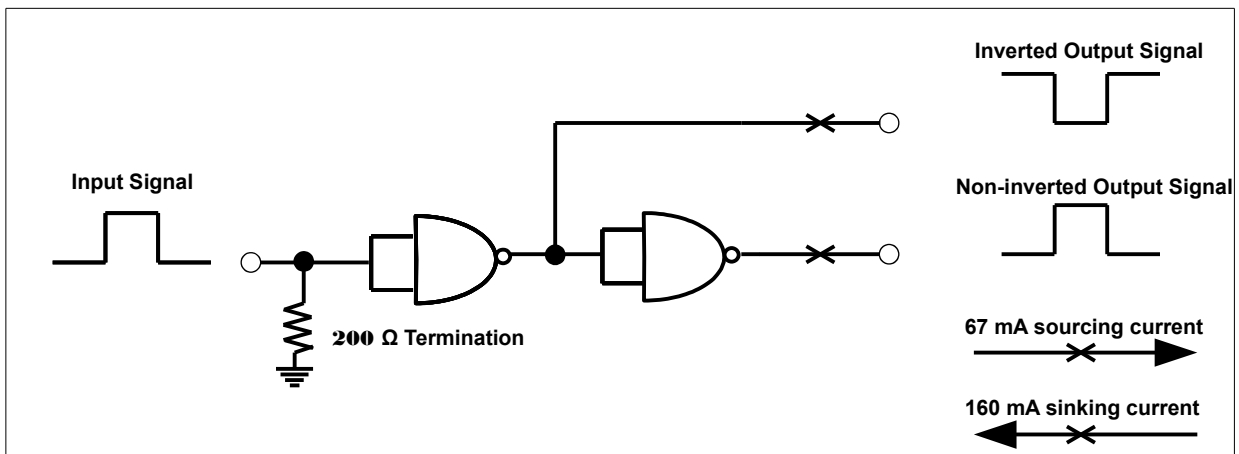 Inverted Output Signal
Input Signal
Non-inverted Output Signal
200 Ω Termination
67 mA sourcing current
160 mA sinking current